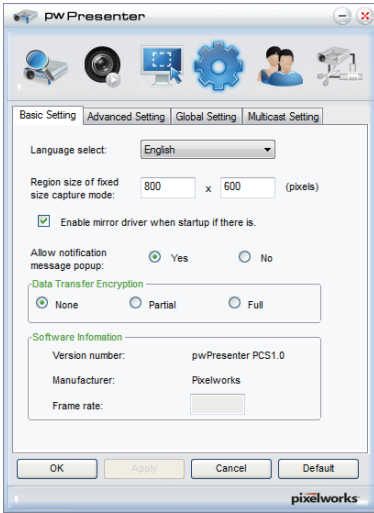 pwPresenter
Basic Setting Advanced Setting Global Setting Multicast Setting
Language select: English
Region size of fixed
size capture mode: 800 x 600 (pixels)
Enable mirror driver when startup if there is.
Allow notification
message popup: Yes No
Data Transfer Encryption
None Partial Full
Software Infomation
Version number: pwPresenter PCS1.0
Manufacturer: Pixelworks
Frame rate:
OK Apply Cancel Default
pixelworks